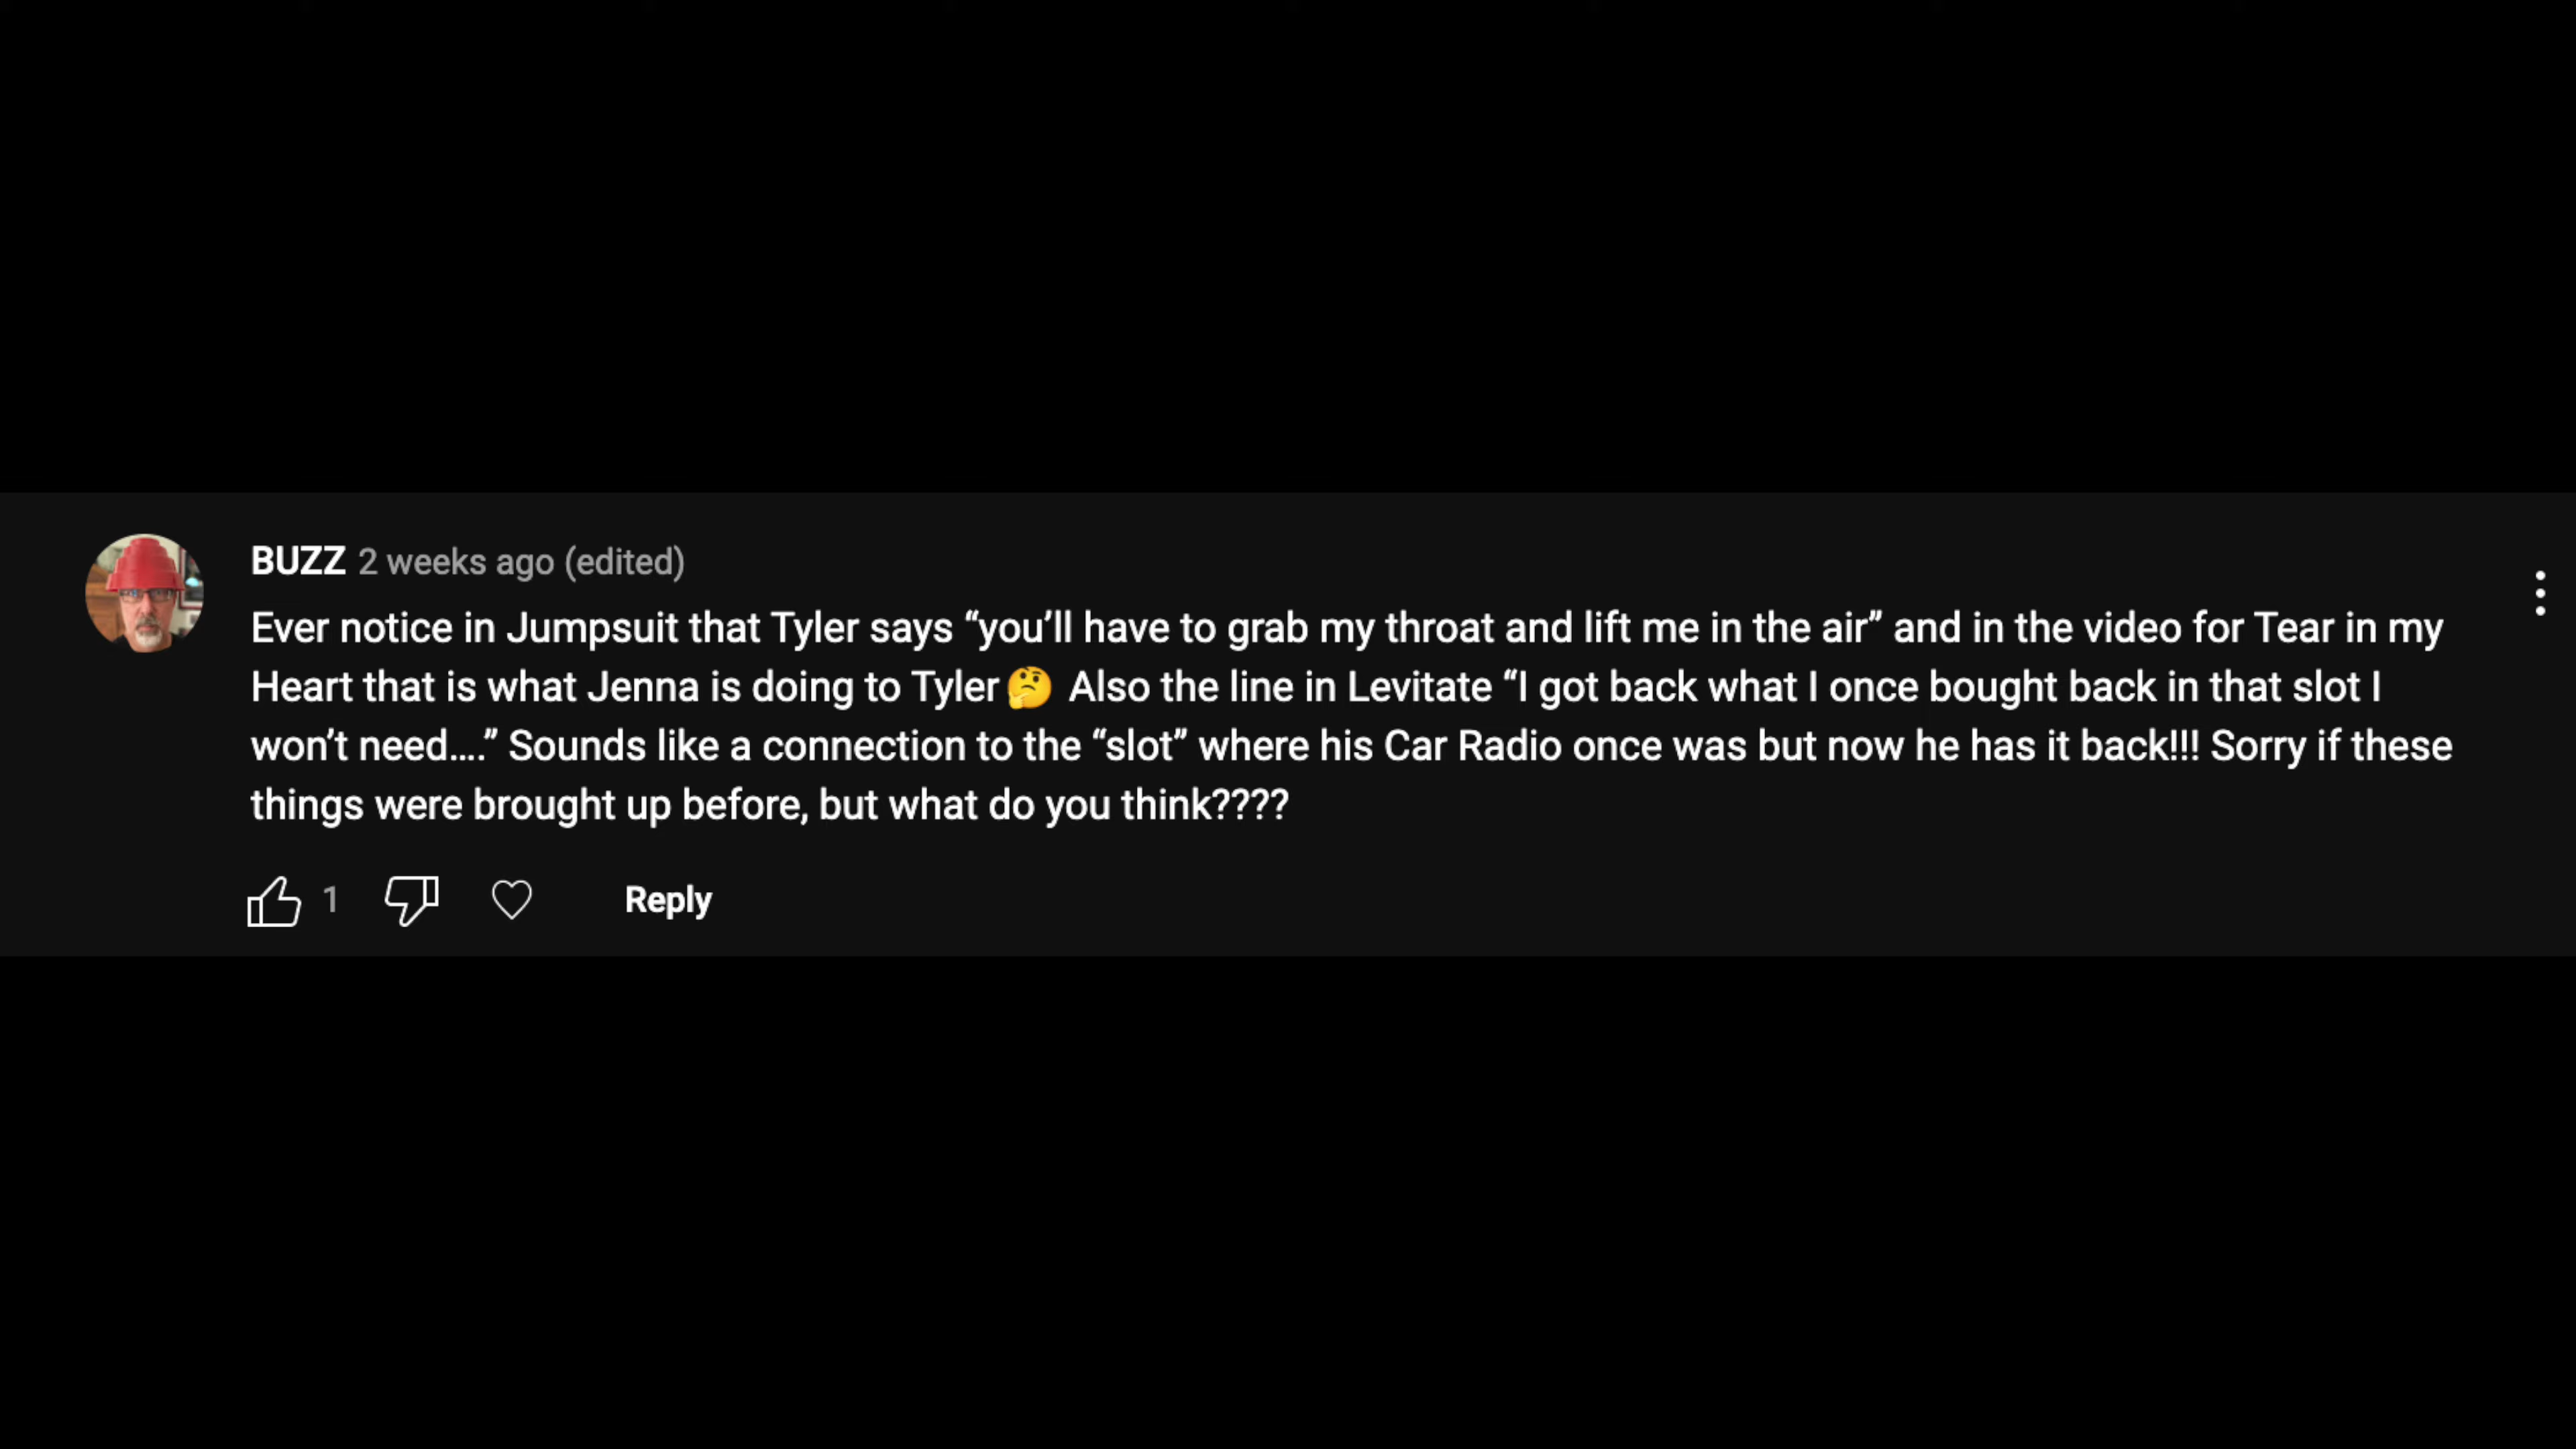 BUZZ 2 weeks ago (edited)
Ever notice in Jumpsuit that Tyler says “you’ll have to grab my throat and lift me in the air” and in the video for Tear in my
Heart that is what Jenna is doing to Tyler🤔 Also the line in Levitate “I got back what I once bought back in that slot I
won’t need....” Sounds like a connection to the “slot” where his Car Radio once was but now he has it back!!! Sorry if these
things were brought up before, but what do you think????
1 Reply